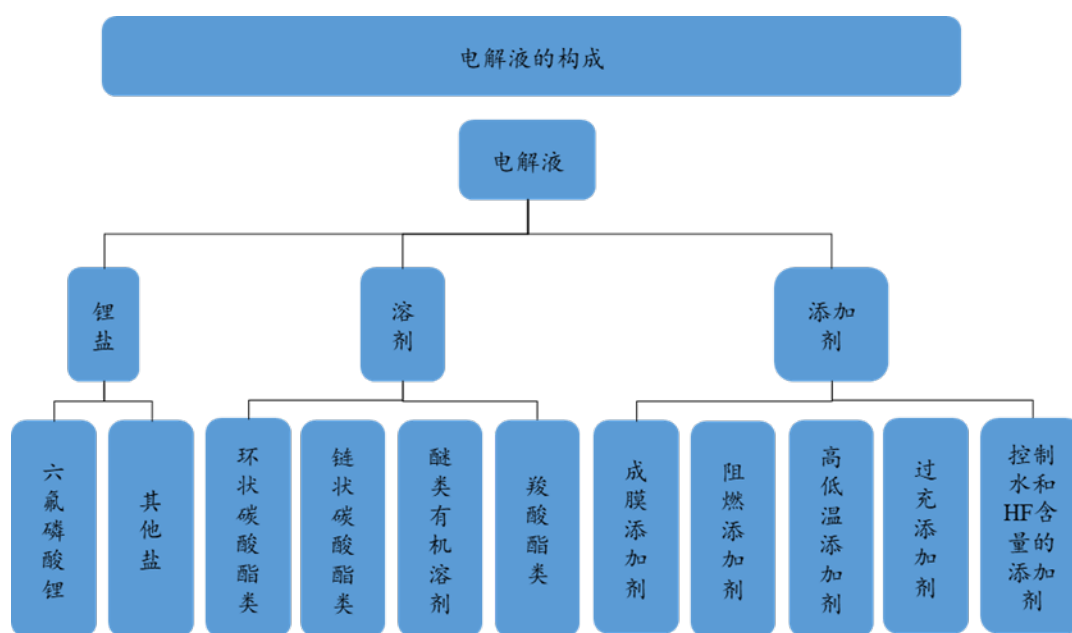 电解液的构成
电解液
锂
盐
溶
剂
添加
剂
六氟磷酸锂
其他盐
环状碳酸酯类
链状碳酸酯类
醚类有机溶剂
羧酸酯类
成膜添加剂
阻燃添加剂
高低温添加剂
过充添加剂
控制
水和
HF含
量的
添加
剂